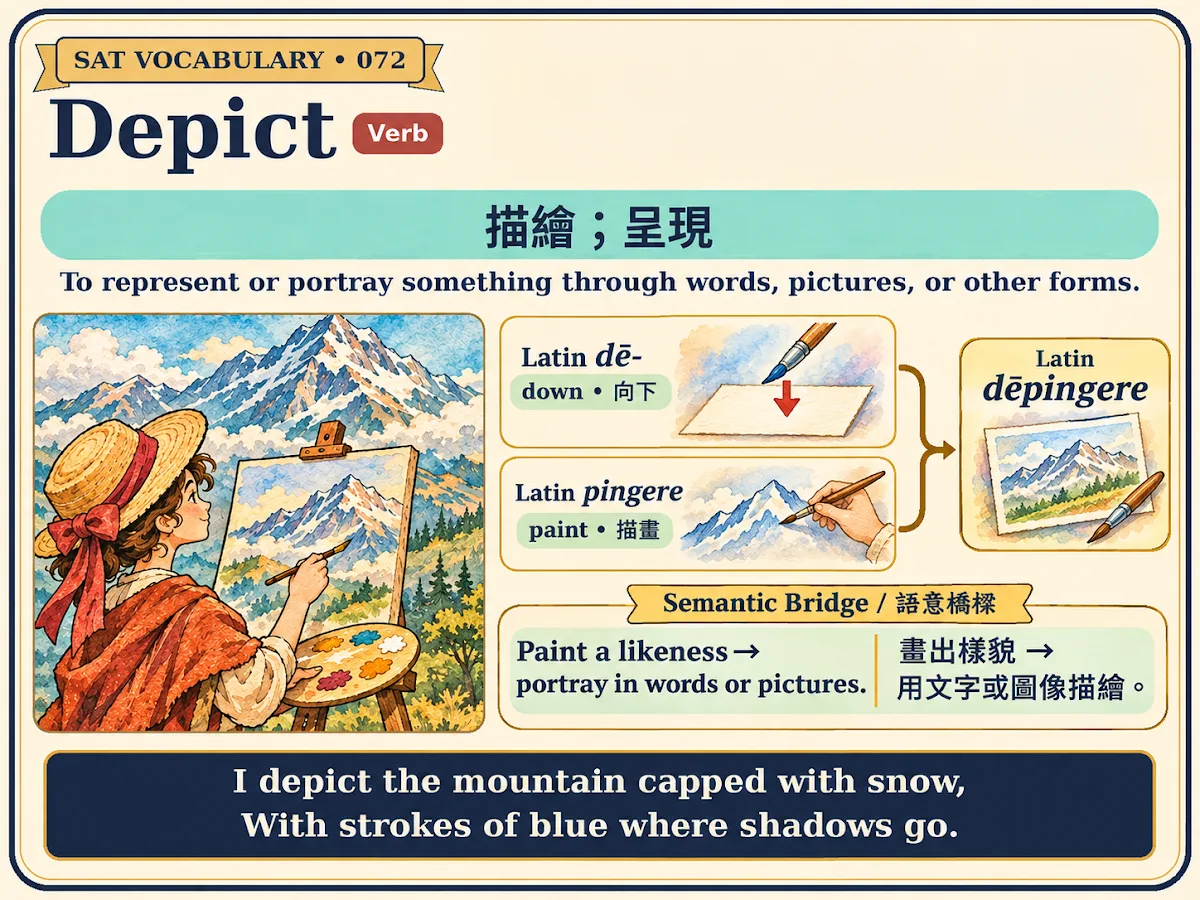 SAT VOCABULARY • 072
Depict
Verb
描繪；呈現
To represent or portray something through words, pictures, or other forms.
Latin dē-
down • 向下
Latin pingere
paint • 描畫
Latin
dēpingere
Semantic Bridge / 語意橋樑
Paint a likeness →
portray in words or pictures.
畫出樣貌 →
用文字或圖像描繪。
I depict the mountain capped with snow,
With strokes of blue where shadows go.